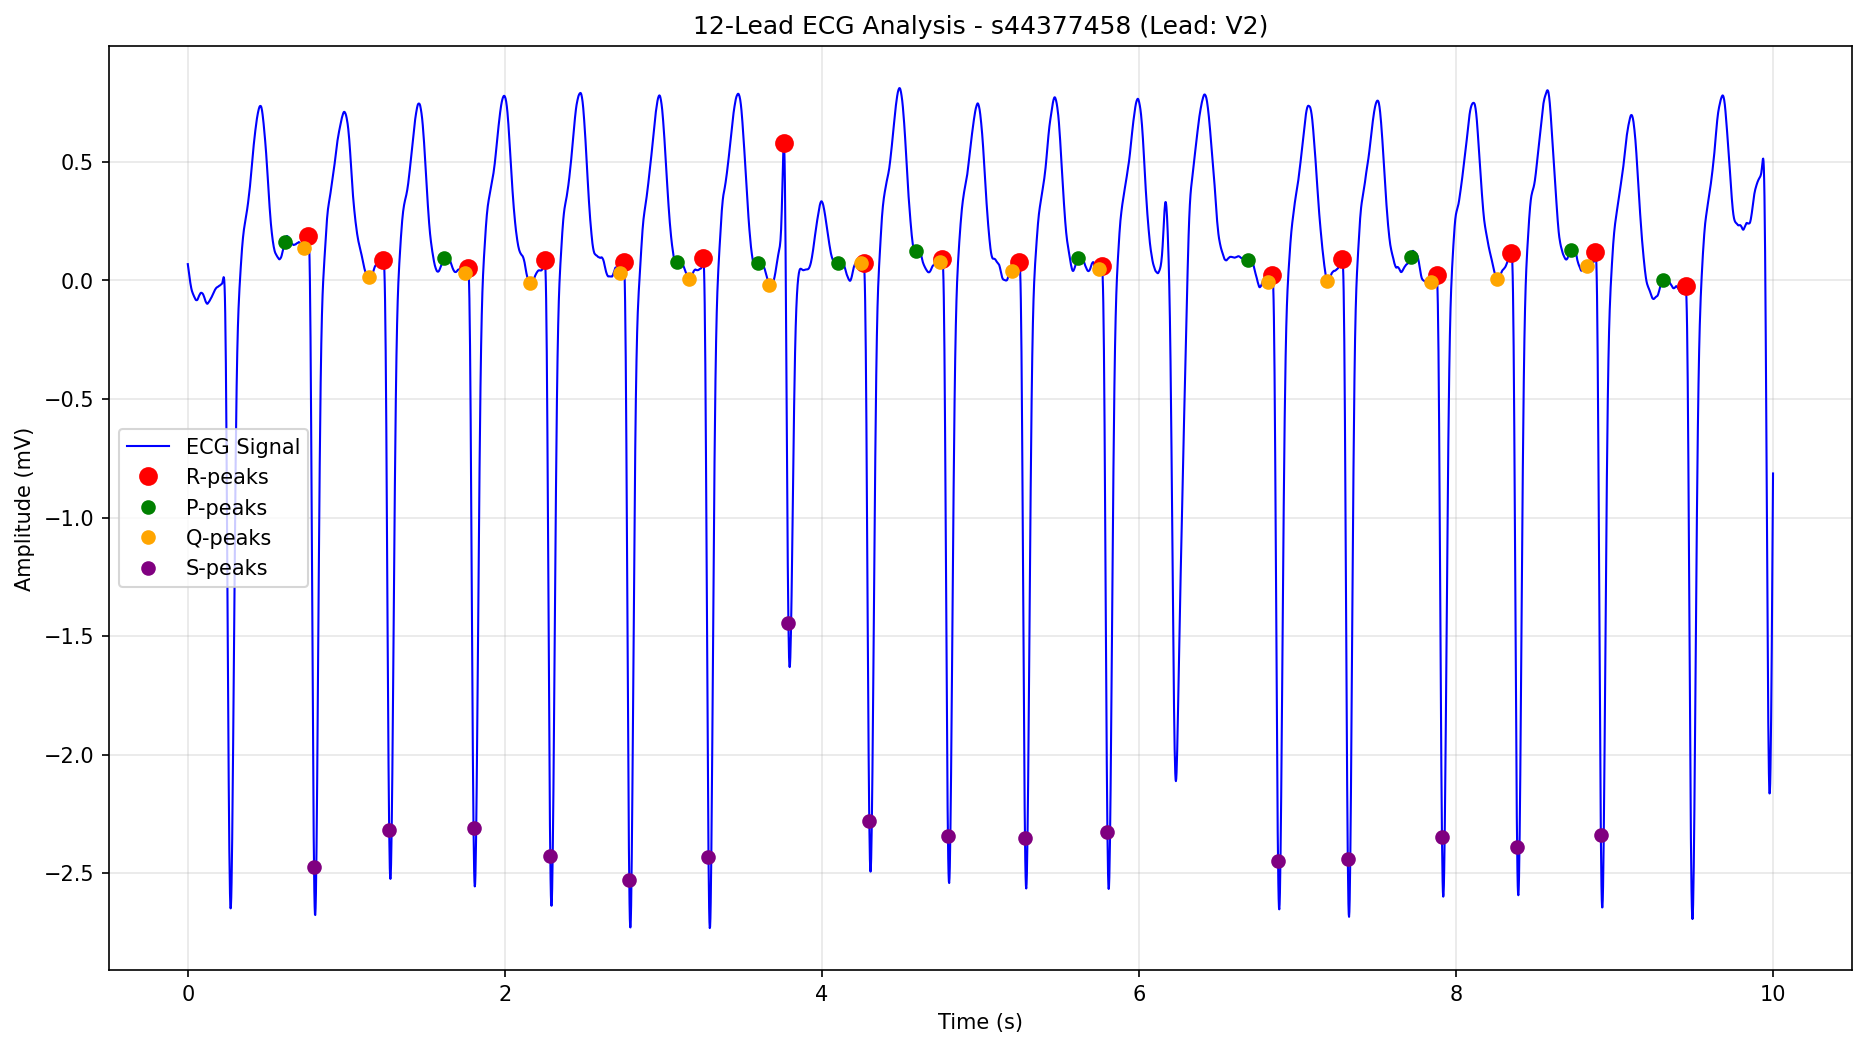 12-Lead ECG Analysis - s44377458 (Lead: V2)
Amplitude (mV)
0.5
0.0
−0.5
−1.0
−1.5
−2.0
−2.5
ECG Signal
R-peaks
P-peaks
Q-peaks
S-peaks
0 2 4 6 8 10
Time (s)